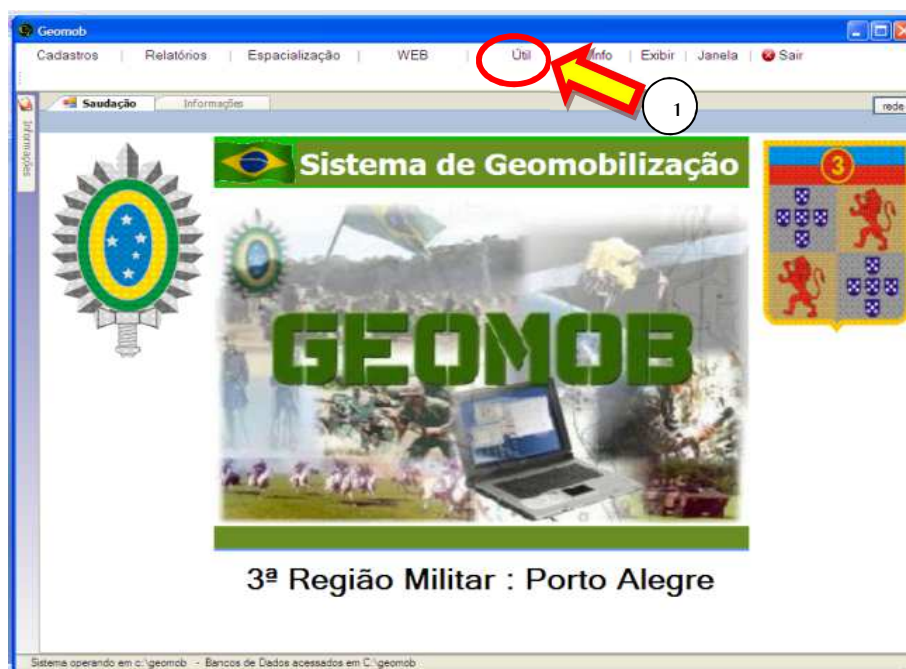 Geomob
Cadastros | Relatórios | Espacialização | WEB | Útil Info | Exibir | Janela | Sair
1
Saudação Informações rede
Informações
Sistema de Geomobilização
3
GEOMOB
3ª Região Militar : Porto Alegre
Sistema operando em c:\geomob - Bancos de Dados acessados em C:\geomob